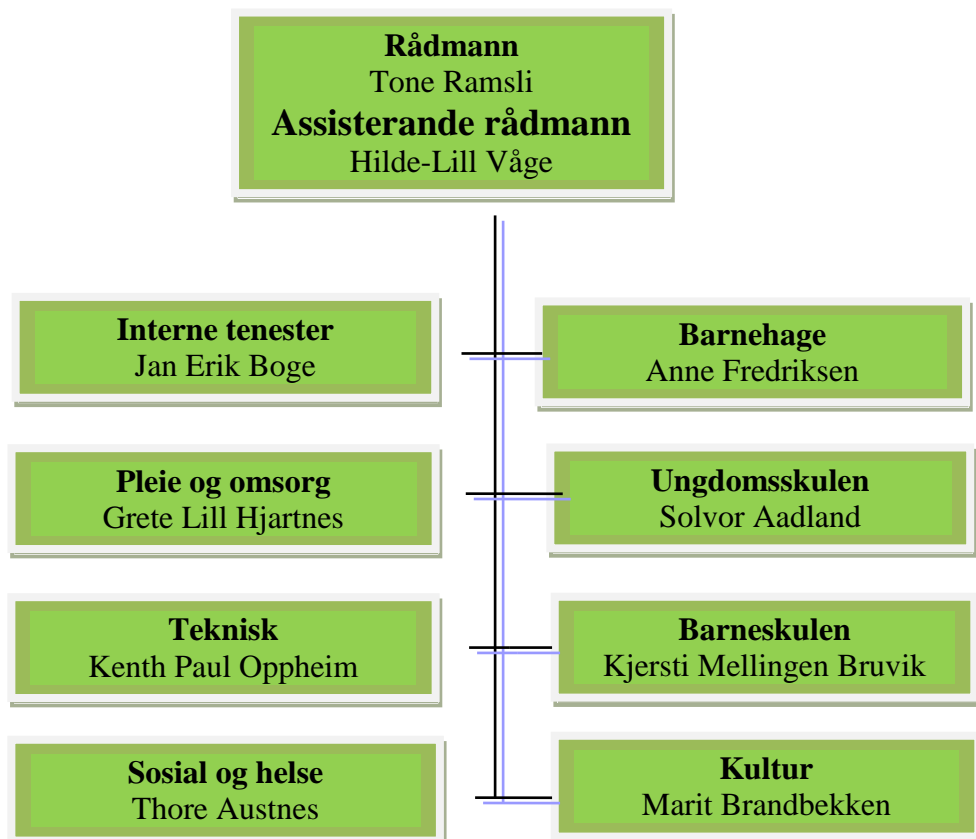 Rådmann
Tone Ramsli
Assisterande rådmann
Hilde-Lill Våge
Interne tenester
Jan Erik Boge
Barnehage
Anne Fredriksen
Pleie og omsorg
Grete Lill Hjartnes
Ungdomsskulen
Solvor Aadland
Teknisk
Kenth Paul Oppheim
Barneskulen
Kjersti Mellingen Bruvik
Sosial og helse
Thore Austnes
Kultur
Marit Brandbekken